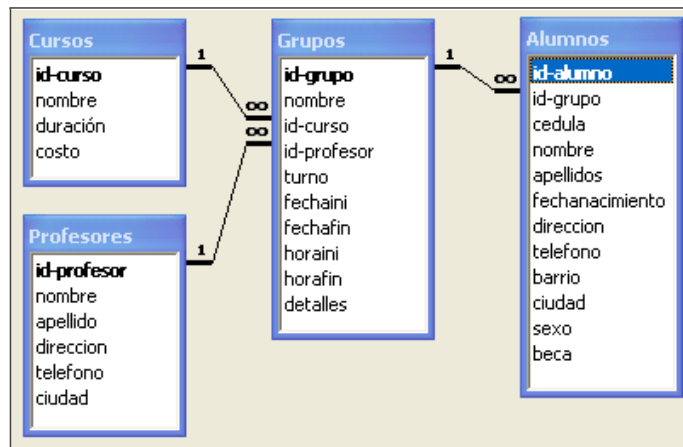 Cursos
id-curso
nombre
duración
costo
Profesores
id-profesor
nombre
apellido
direccion
telefono
ciudad
1
∞
∞
1
Grupos
id-grupo
nombre
id-curso
id-profesor
turno
fechaini
fechafin
horaini
horafin
detalles
1
∞
Alumnos
id-alumno
id-grupo
cedula
nombre
apellidos
fechanacimiento
direccion
telefono
barrio
ciudad
sexo
beca